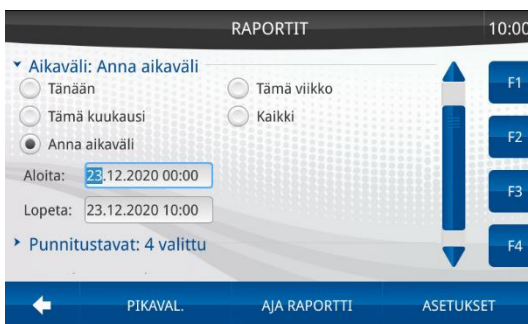 RAPORTIT 10:00
Aikaväli: Anna aikaväli
Tänään Tämä viikko
Tämä kuukausi Kaikki
Anna aikaväli
Aloita: 23.12.2020 00:00
Lopeta: 23.12.2020 10:00
Punnitustavat: 4 valittu
F1
F2
F3
F4
PIKAVAL. AJA RAPORTTI ASETUKSET